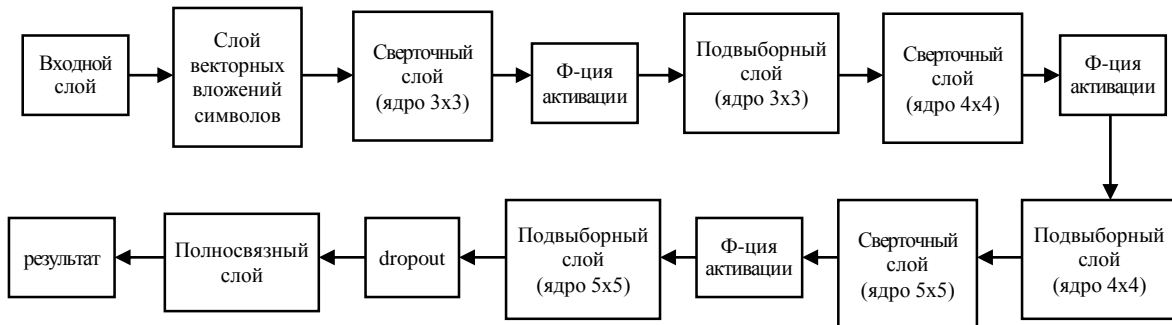 Входной
слой
Слой
векторных
вложений
символов
Сверточный
слой
(ядро 3x3)
Ф-ция
активации
Подвыборный
слой
(ядро 3x3)
Сверточный
слой
(ядро 4x4)
Ф-ция
активации
Подвыборный
слой
(ядро 4x4)
Сверточный
слой
(ядро 5x5)
Ф-ция
активации
Подвыборный
слой
(ядро 5x5)
dropout
Полносвязный
слой
результат